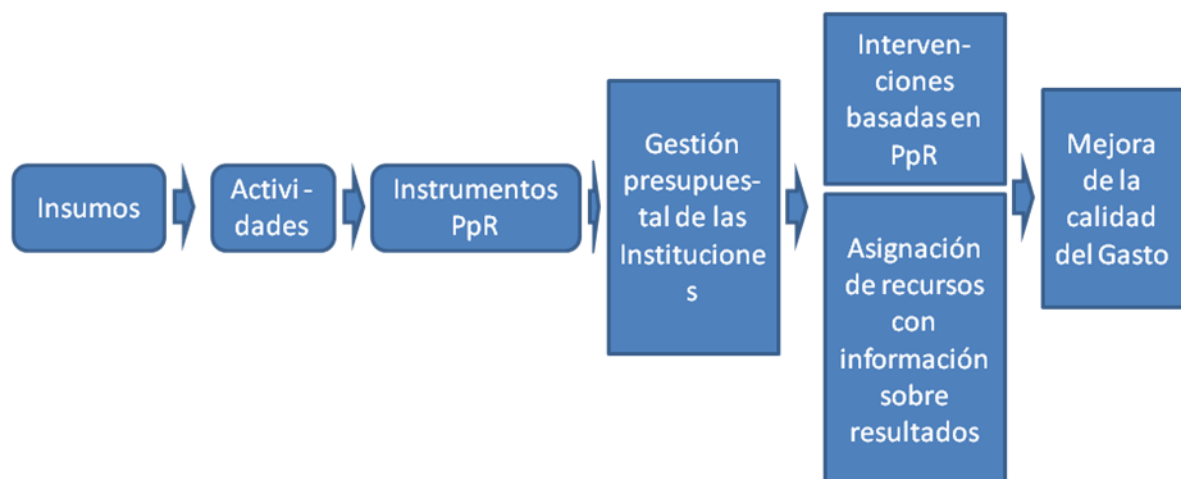 Insumos
Activi-
dades
Instrumentos
PpR
Gestión
presupues-
tal de las
Institucione
s
Interven-
ciones
basadas en
PpR
Asignación
de recursos
con
información
sobre
resultados
Mejora
de la
calidad
del Gasto